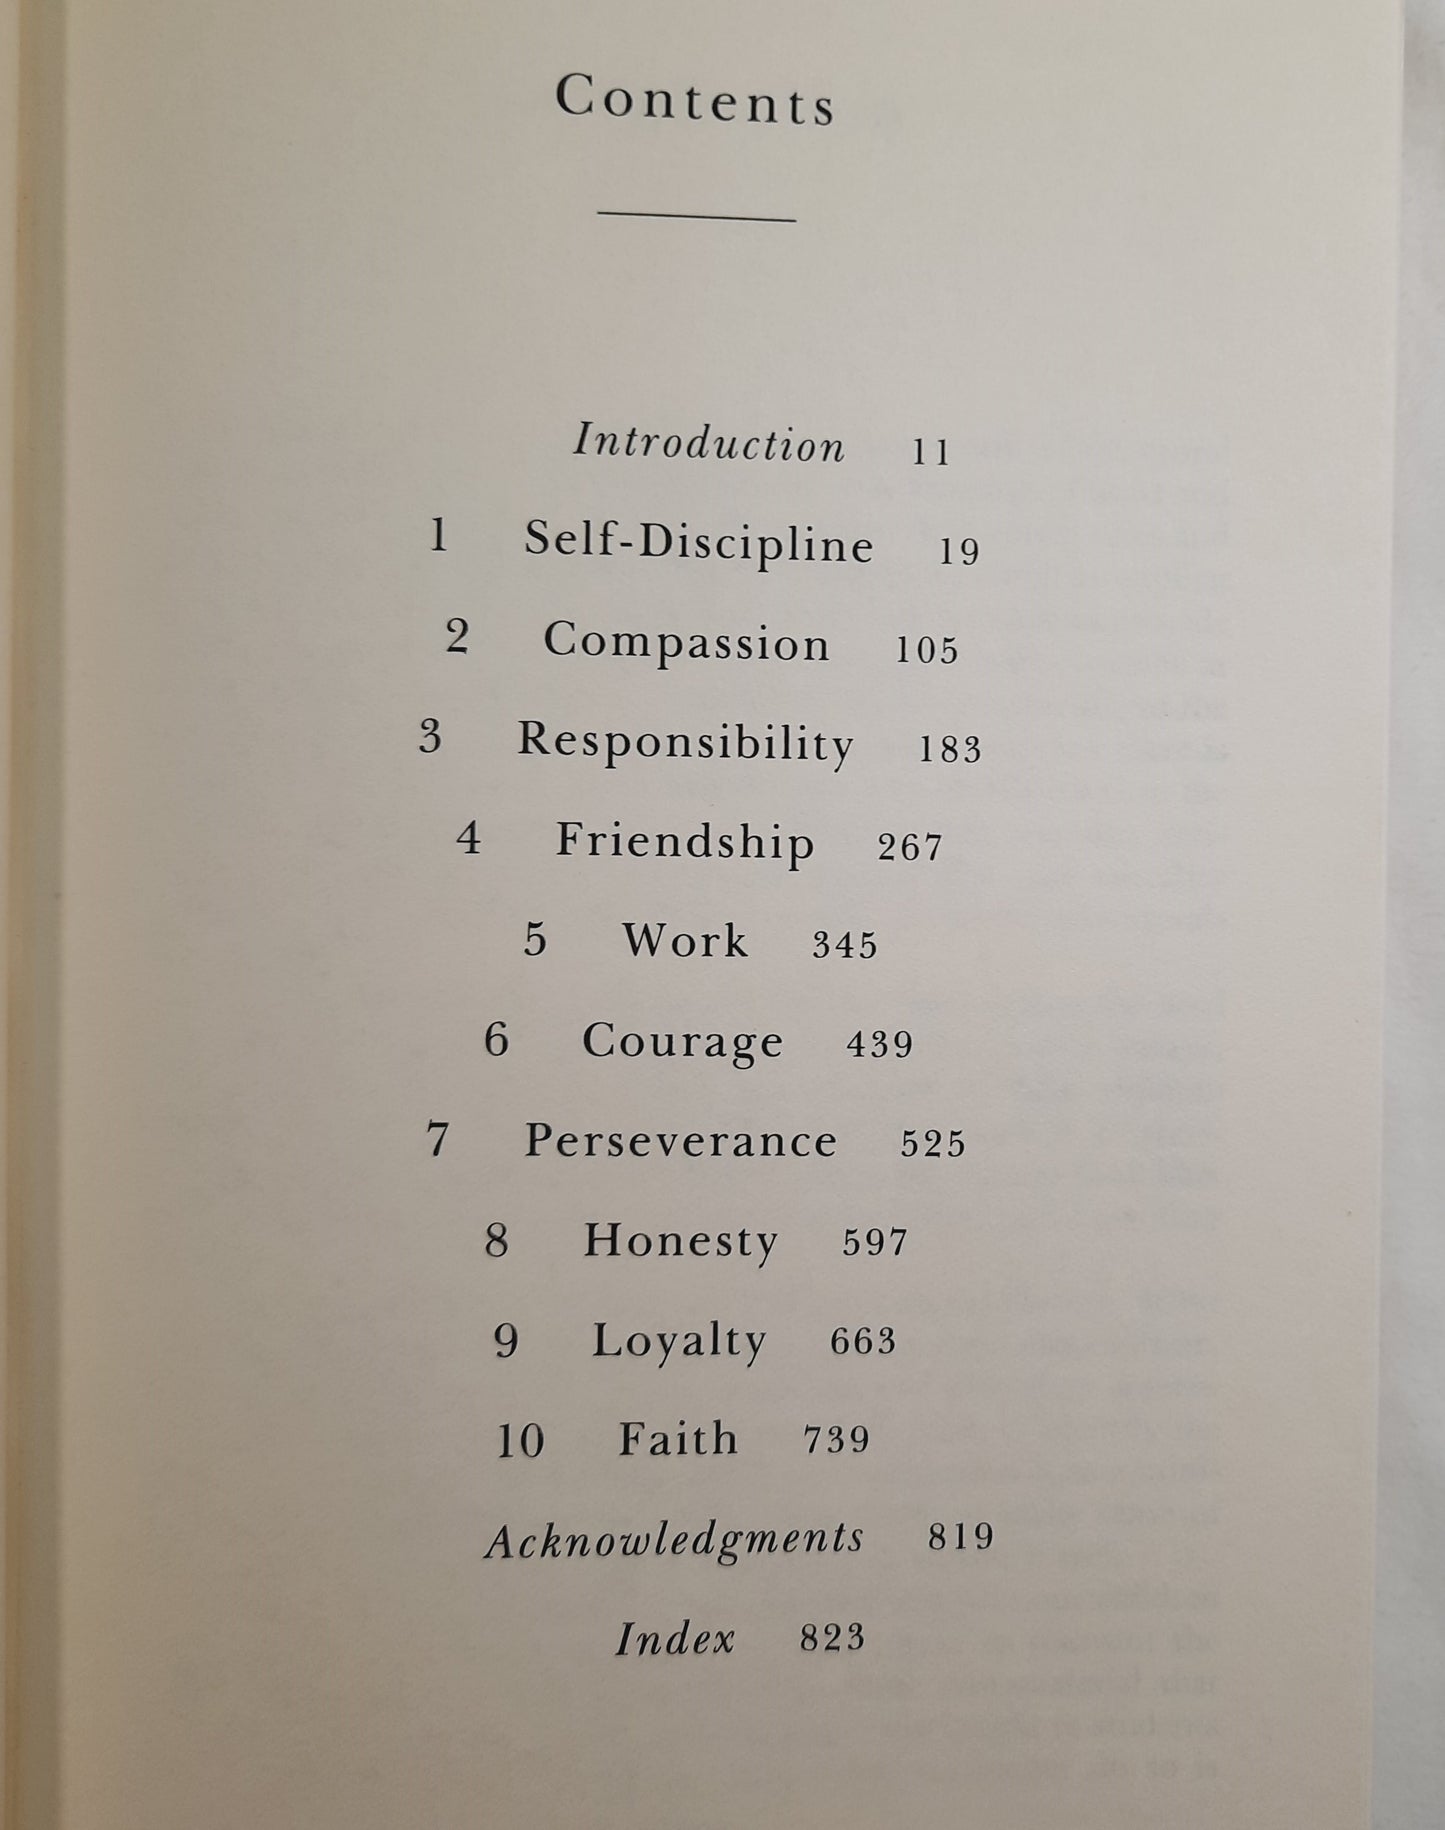 Contents
Introduction 11
1 Self-Discipline 19
2 Compassion 105
3 Responsibility 183
4 Friendship 267
5 Work 345
6 Courage 439
7 Perseverance 525
8 Honesty 597
9 Loyalty 663
10 Faith 739
Acknowledgments 819
Index 823